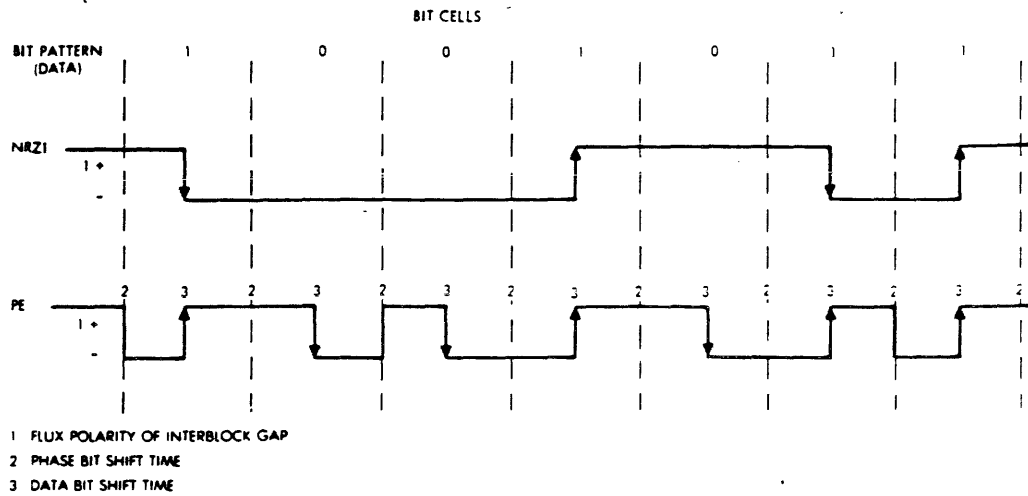 BIT CELLS
BIT PATTERN 1 0 0 1 0 1 1
(DATA)
NRZI
1 +
-
2 3 2 3 2 3 2 3 2 3 2 3 2 3 2
PE
1 +
-
1 FLUX POLARITY OF INTERBLOCK GAP
2 PHASE BIT SHIFT TIME
3 DATA BIT SHIFT TIME